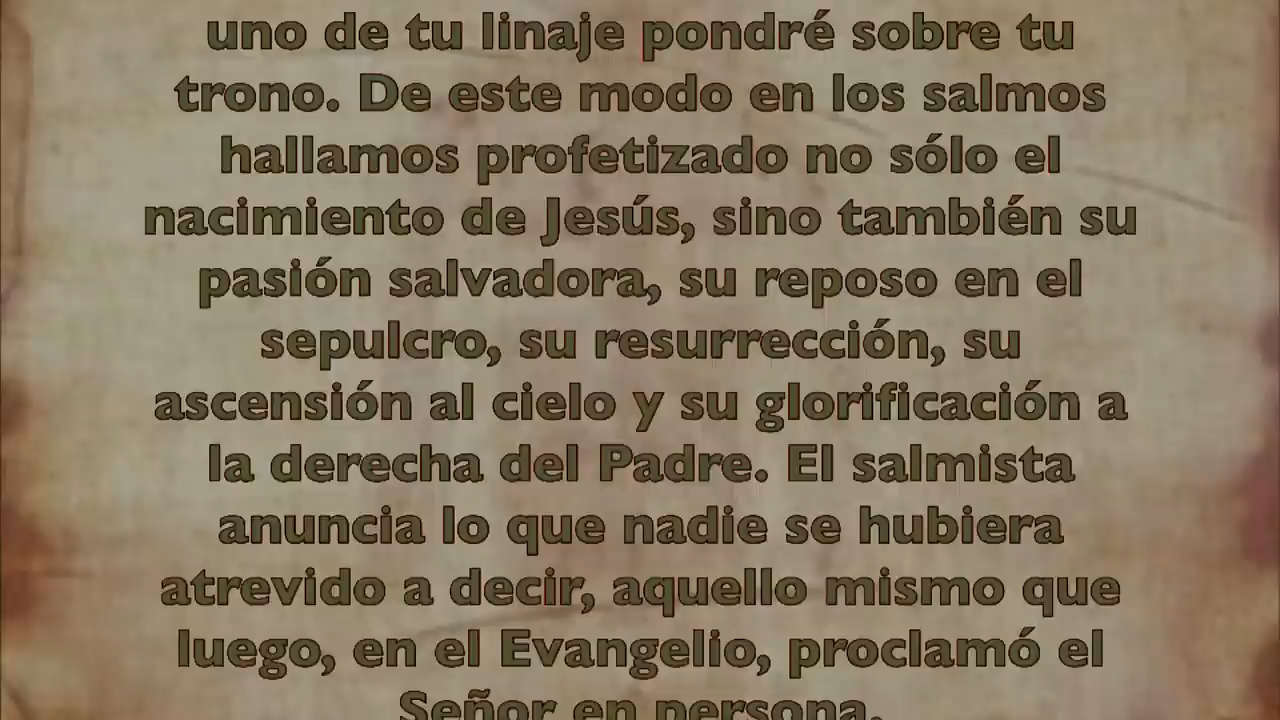 uno de tu linaje pondré sobre tu
trono. De este modo en los salmos
hallamos profetizado no sólo el
nacimiento de Jesús, sino también su
pasión salvadora, su reposo en el
sepulcro, su resurrección, su
ascensión al cielo y su glorificación a
la derecha del Padre. El salmista
anuncia lo que nadie se hubiera
atrevido a decir, aquello mismo que
luego, en el Evangelio, proclamó el
Señor en persona.